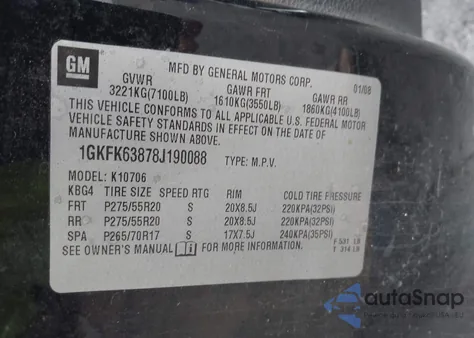 GM
MFD BY GENERAL MOTORS CORP. 01/08
GVWR GAWR FRT GAWR RR
3221KG(7100LB) 1610KG(3550LB) 1860KG(4100LB)
THIS VEHICLE CONFORMS TO ALL APPLICABLE U.S. FEDERAL MOTOR
VEHICLE SAFETY STANDARDS IN EFFECT ON THE DATE OF
MANUFACTURE SHOWN ABOVE.
1GKFK63878J190088 TYPE: M.P.V.
MODEL: K10706
KBG4 TIRE SIZE SPEED RTG RIM COLD TIRE PRESSURE
FRT P275/55R20 S 20X8.5J 220KPA(32PSI)
RR P275/55R20 S 20X8.5J 220KPA(32PSI)
SPA P265/70R17 S 17X7.5J 240KPA(35PSI)
SEE OWNER'S MANUAL FOR MORE INFORMATION.
F 531 LB
T 314 LB
autoSnap